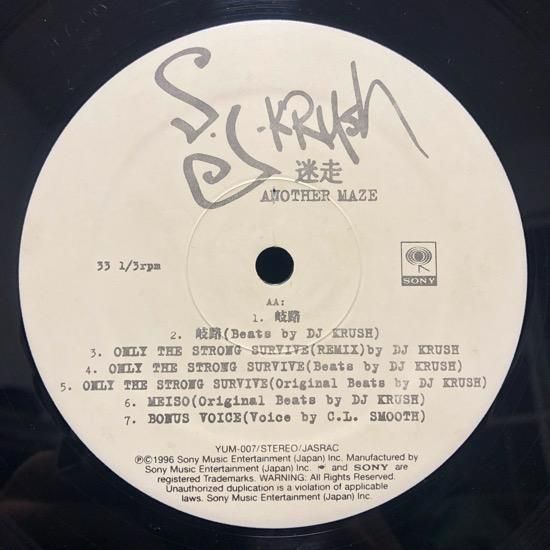 DJ-KRUSH
迷走
ANOTHER MAZE
33 1/3rpm
SONY
AA:
1. 岐路
2. 岐路(Beats by DJ KRUSH)
3. ONLY THE STRONG SURVIVE(REMIX)by DJ KRUSH
4. ONLY THE STRONG SURVIVE(Beats by DJ KRUSH)
5. ONLY THE STRONG SURVIVE(Original Beats by DJ KRUSH)
6. MEISO(Original Beats by DJ KRUSH)
7. BONUS VOICE(Voice by C.L. SMOOTH)
YUM-007/STEREO/JASRAC
℗©1996 Sony Music Entertainment (Japan) Inc. Manufactured by
Sony Music Entertainment (Japan) Inc. and SONY are
registered Trademarks. WARNING: All Rights Reserved.
Unauthorized duplication is a violation of applicable
laws. Sony Music Entertainment (Japan) Inc.